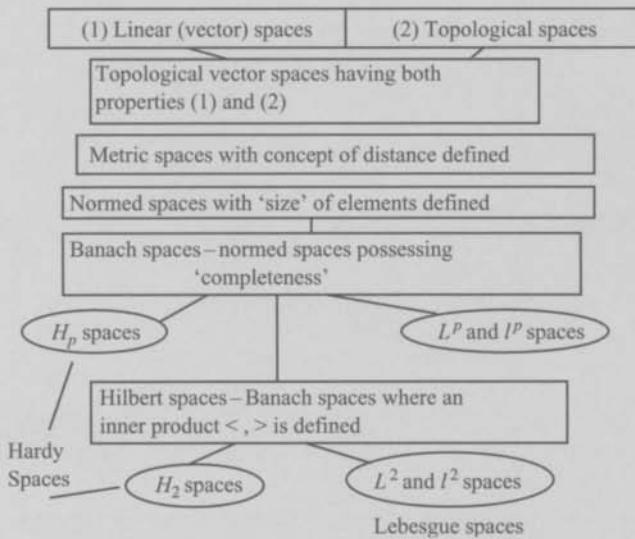 (1) Linear (vector) spaces
(2) Topological spaces
Topological vector spaces having both
properties (1) and (2)
Metric spaces with concept of distance defined
Normed spaces with ‘size’ of elements defined
Banach spaces – normed spaces possessing
‘completeness’
H_p spaces
L^p and l^p spaces
Hilbert spaces – Banach spaces where an
inner product < , > is defined
Hardy
Spaces
H_2 spaces
L^2 and l^2 spaces
Lebesgue spaces